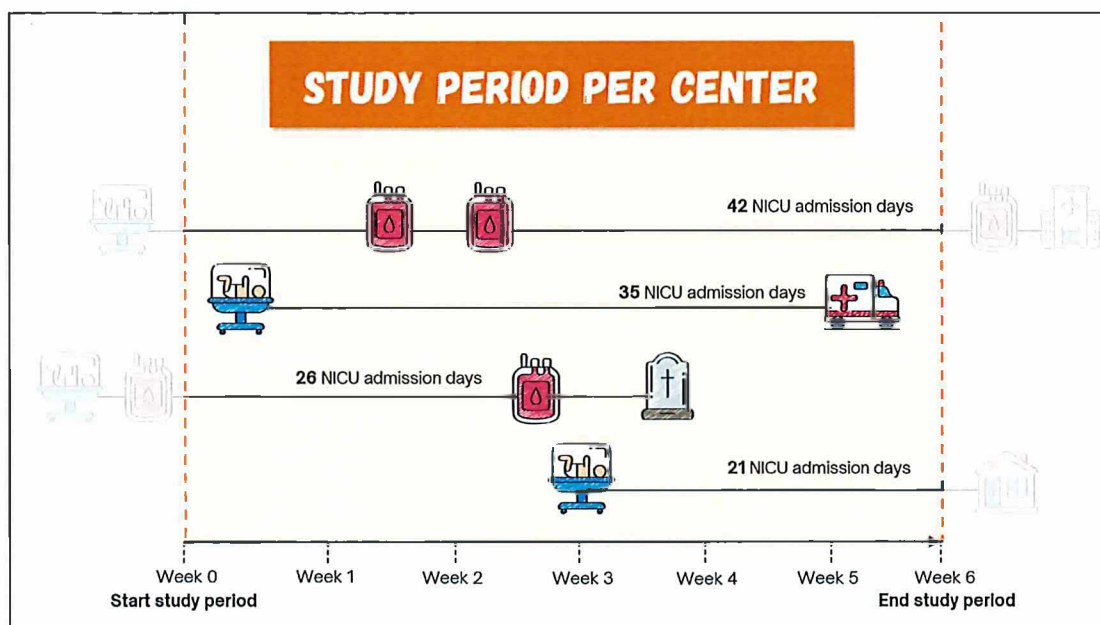 STUDY PERIOD PER CENTER
42 NICU admission days
35 NICU admission days
26 NICU admission days
21 NICU admission days
Week 0
Week 1
Week 2
Week 3
Week 4
Week 5
Week 6
Start study period
End study period